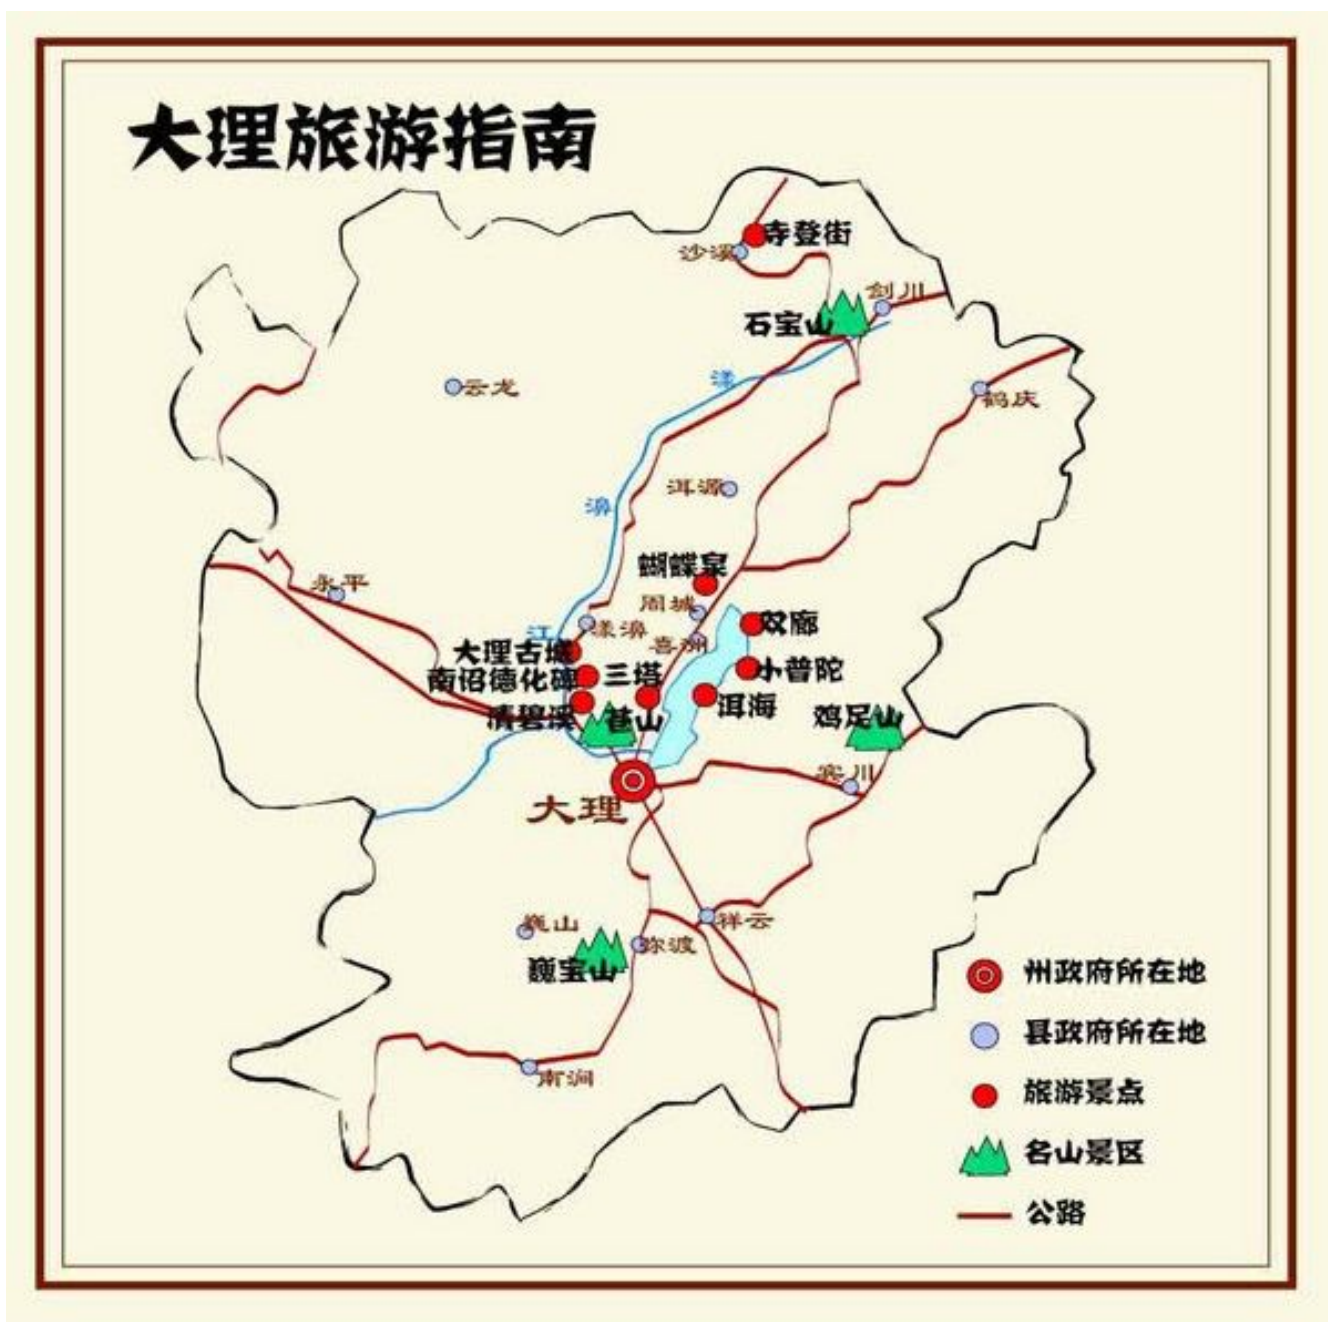 大理旅游指南
寺登街
沙溪
剑川
石宝山
漾
云龙
鹤庆
洱源
濞
蝴蝶泉
永平
周城
双廊
江
漾濞
喜洲
大理古城
小普陀
南诏德化碑
三塔
洱海
清碧溪
苍山
鸡足山
宾川
大理
巍山
祥云
弥渡
巍宝山
南涧
州政府所在地
县政府所在地
旅游景点
名山景区
公路